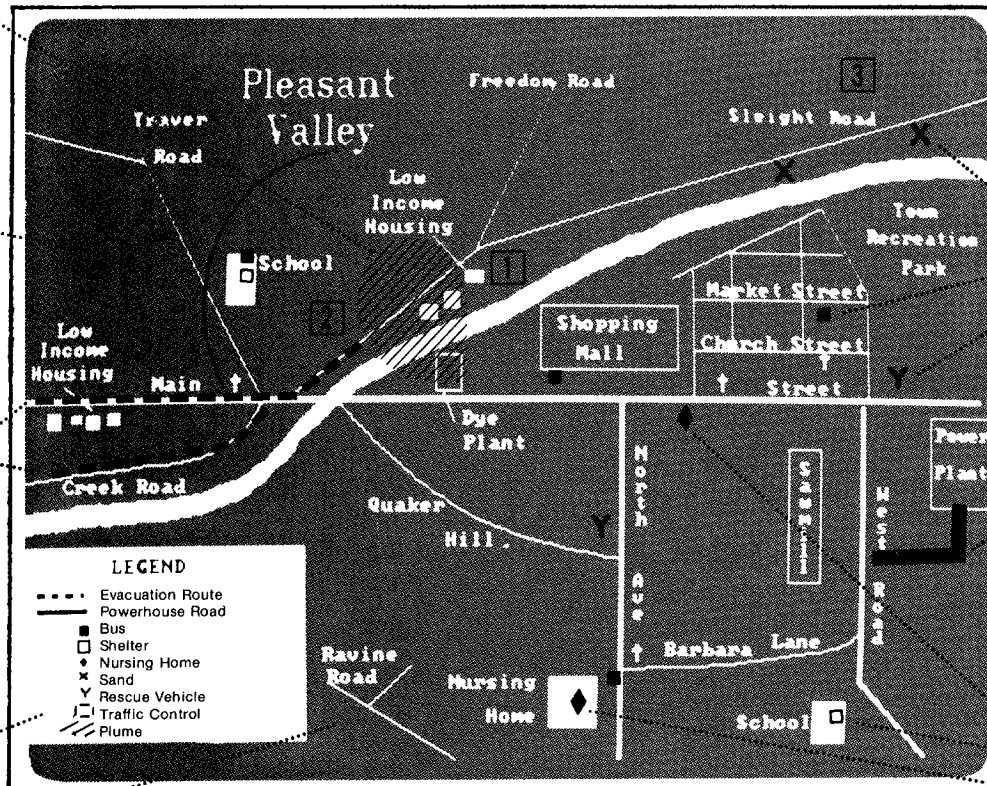 Pleasant
Valley
Freedom Road
3
Sleight Road
Traver
Road
Low
Income
Housing
Town
Recreation
Park
School
1
2
Market Street
Shopping
Mall
Church Street
Low
Income
Housing
Main
Street
Dye
Plant
Power
Plant
Creek Road
Quaker
Hill
North Ave
Sawmill
West Road
LEGEND
Evacuation Route
Powerhouse Road
Bus
Shelter
Nursing Home
Sand
Rescue Vehicle
Traffic Control
Plume
Ravine
Road
Barbara Lane
Nursing
Home
School